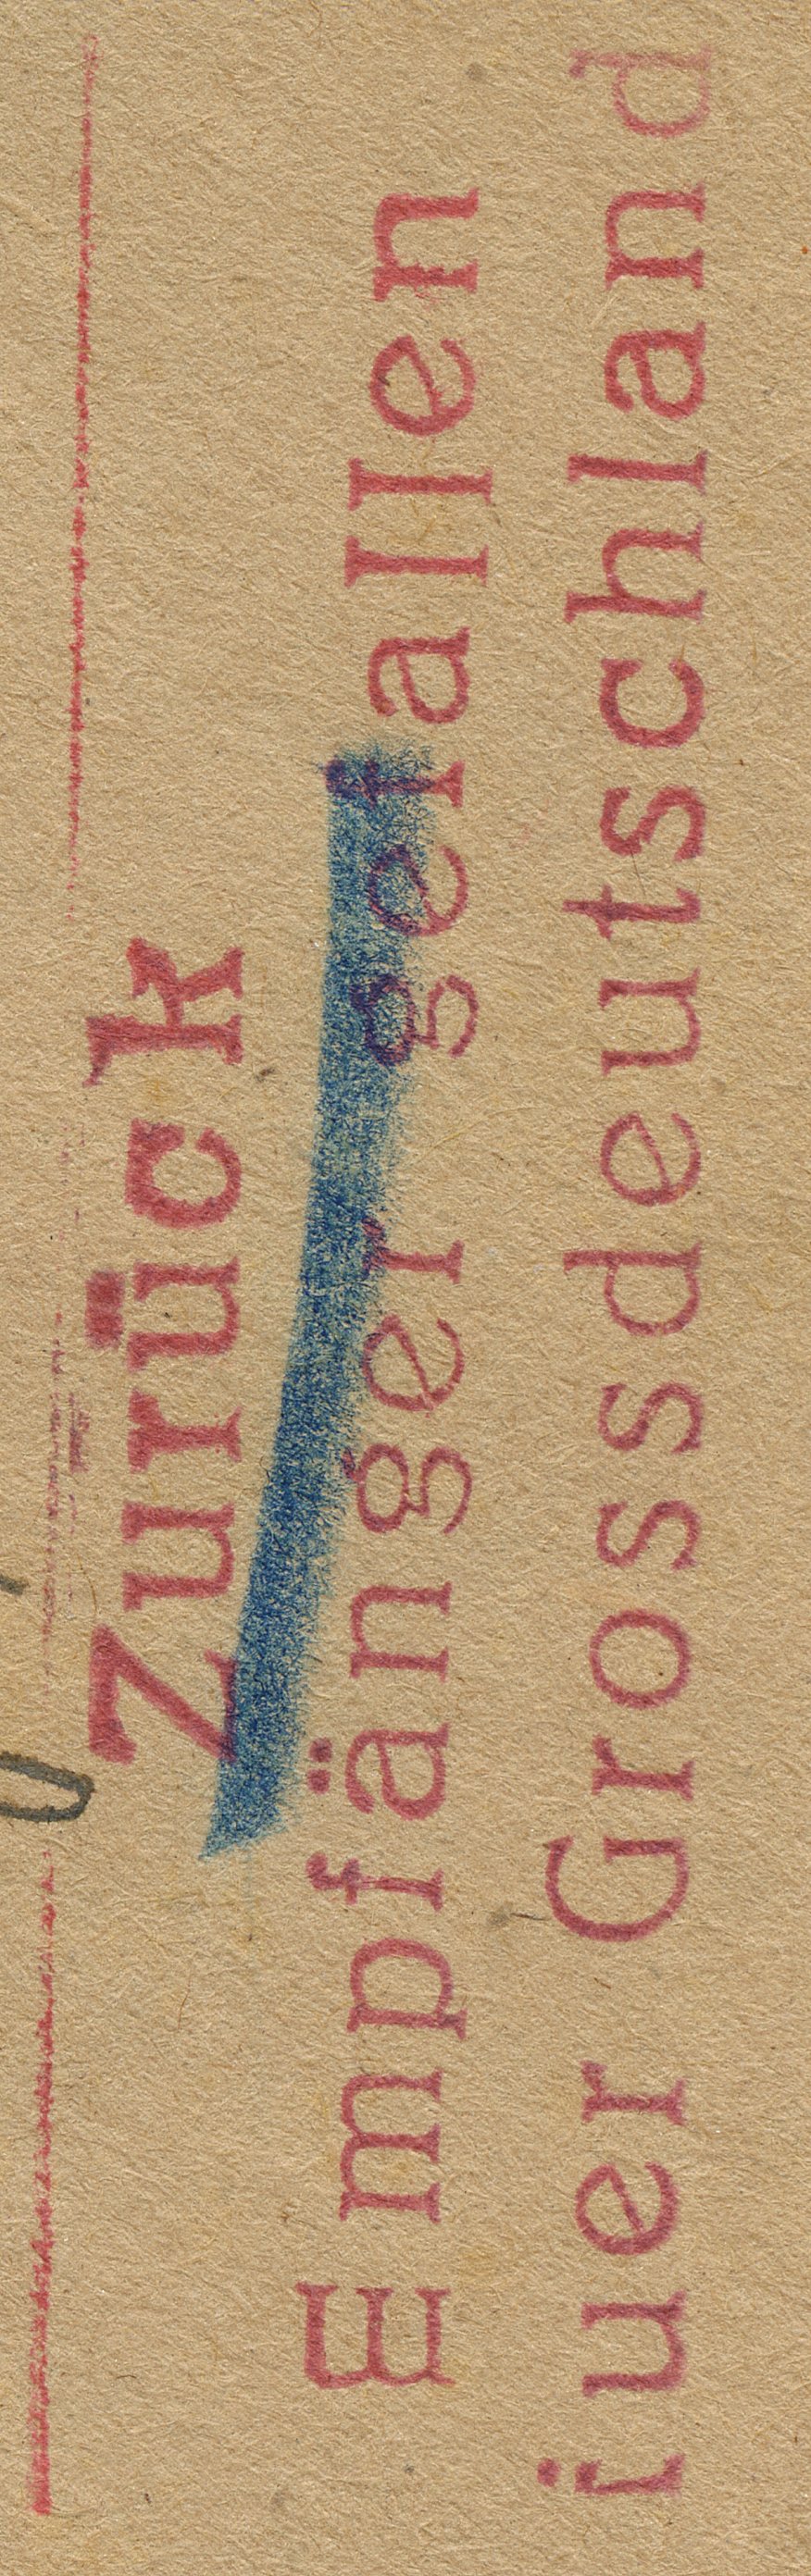 Zurück
Empfänger gefallen
iuer Grossdeutschland